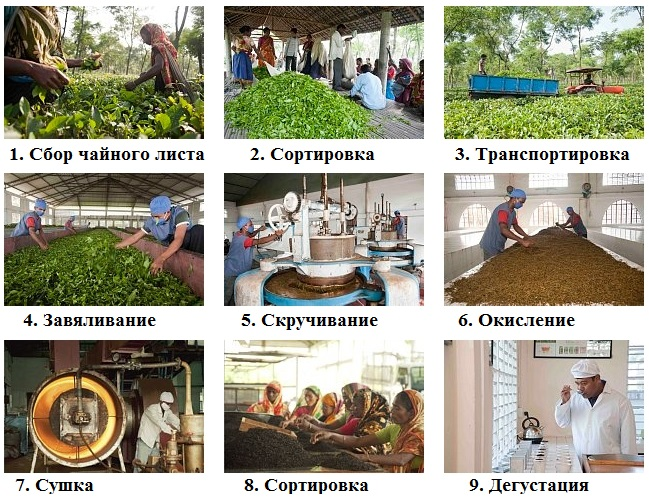 1. Сбор чайного листа
2. Сортировка
3. Транспортировка
4. Завяливание
5. Скручивание
6. Окисление
7. Сушка
8. Сортировка
9. Дегустация